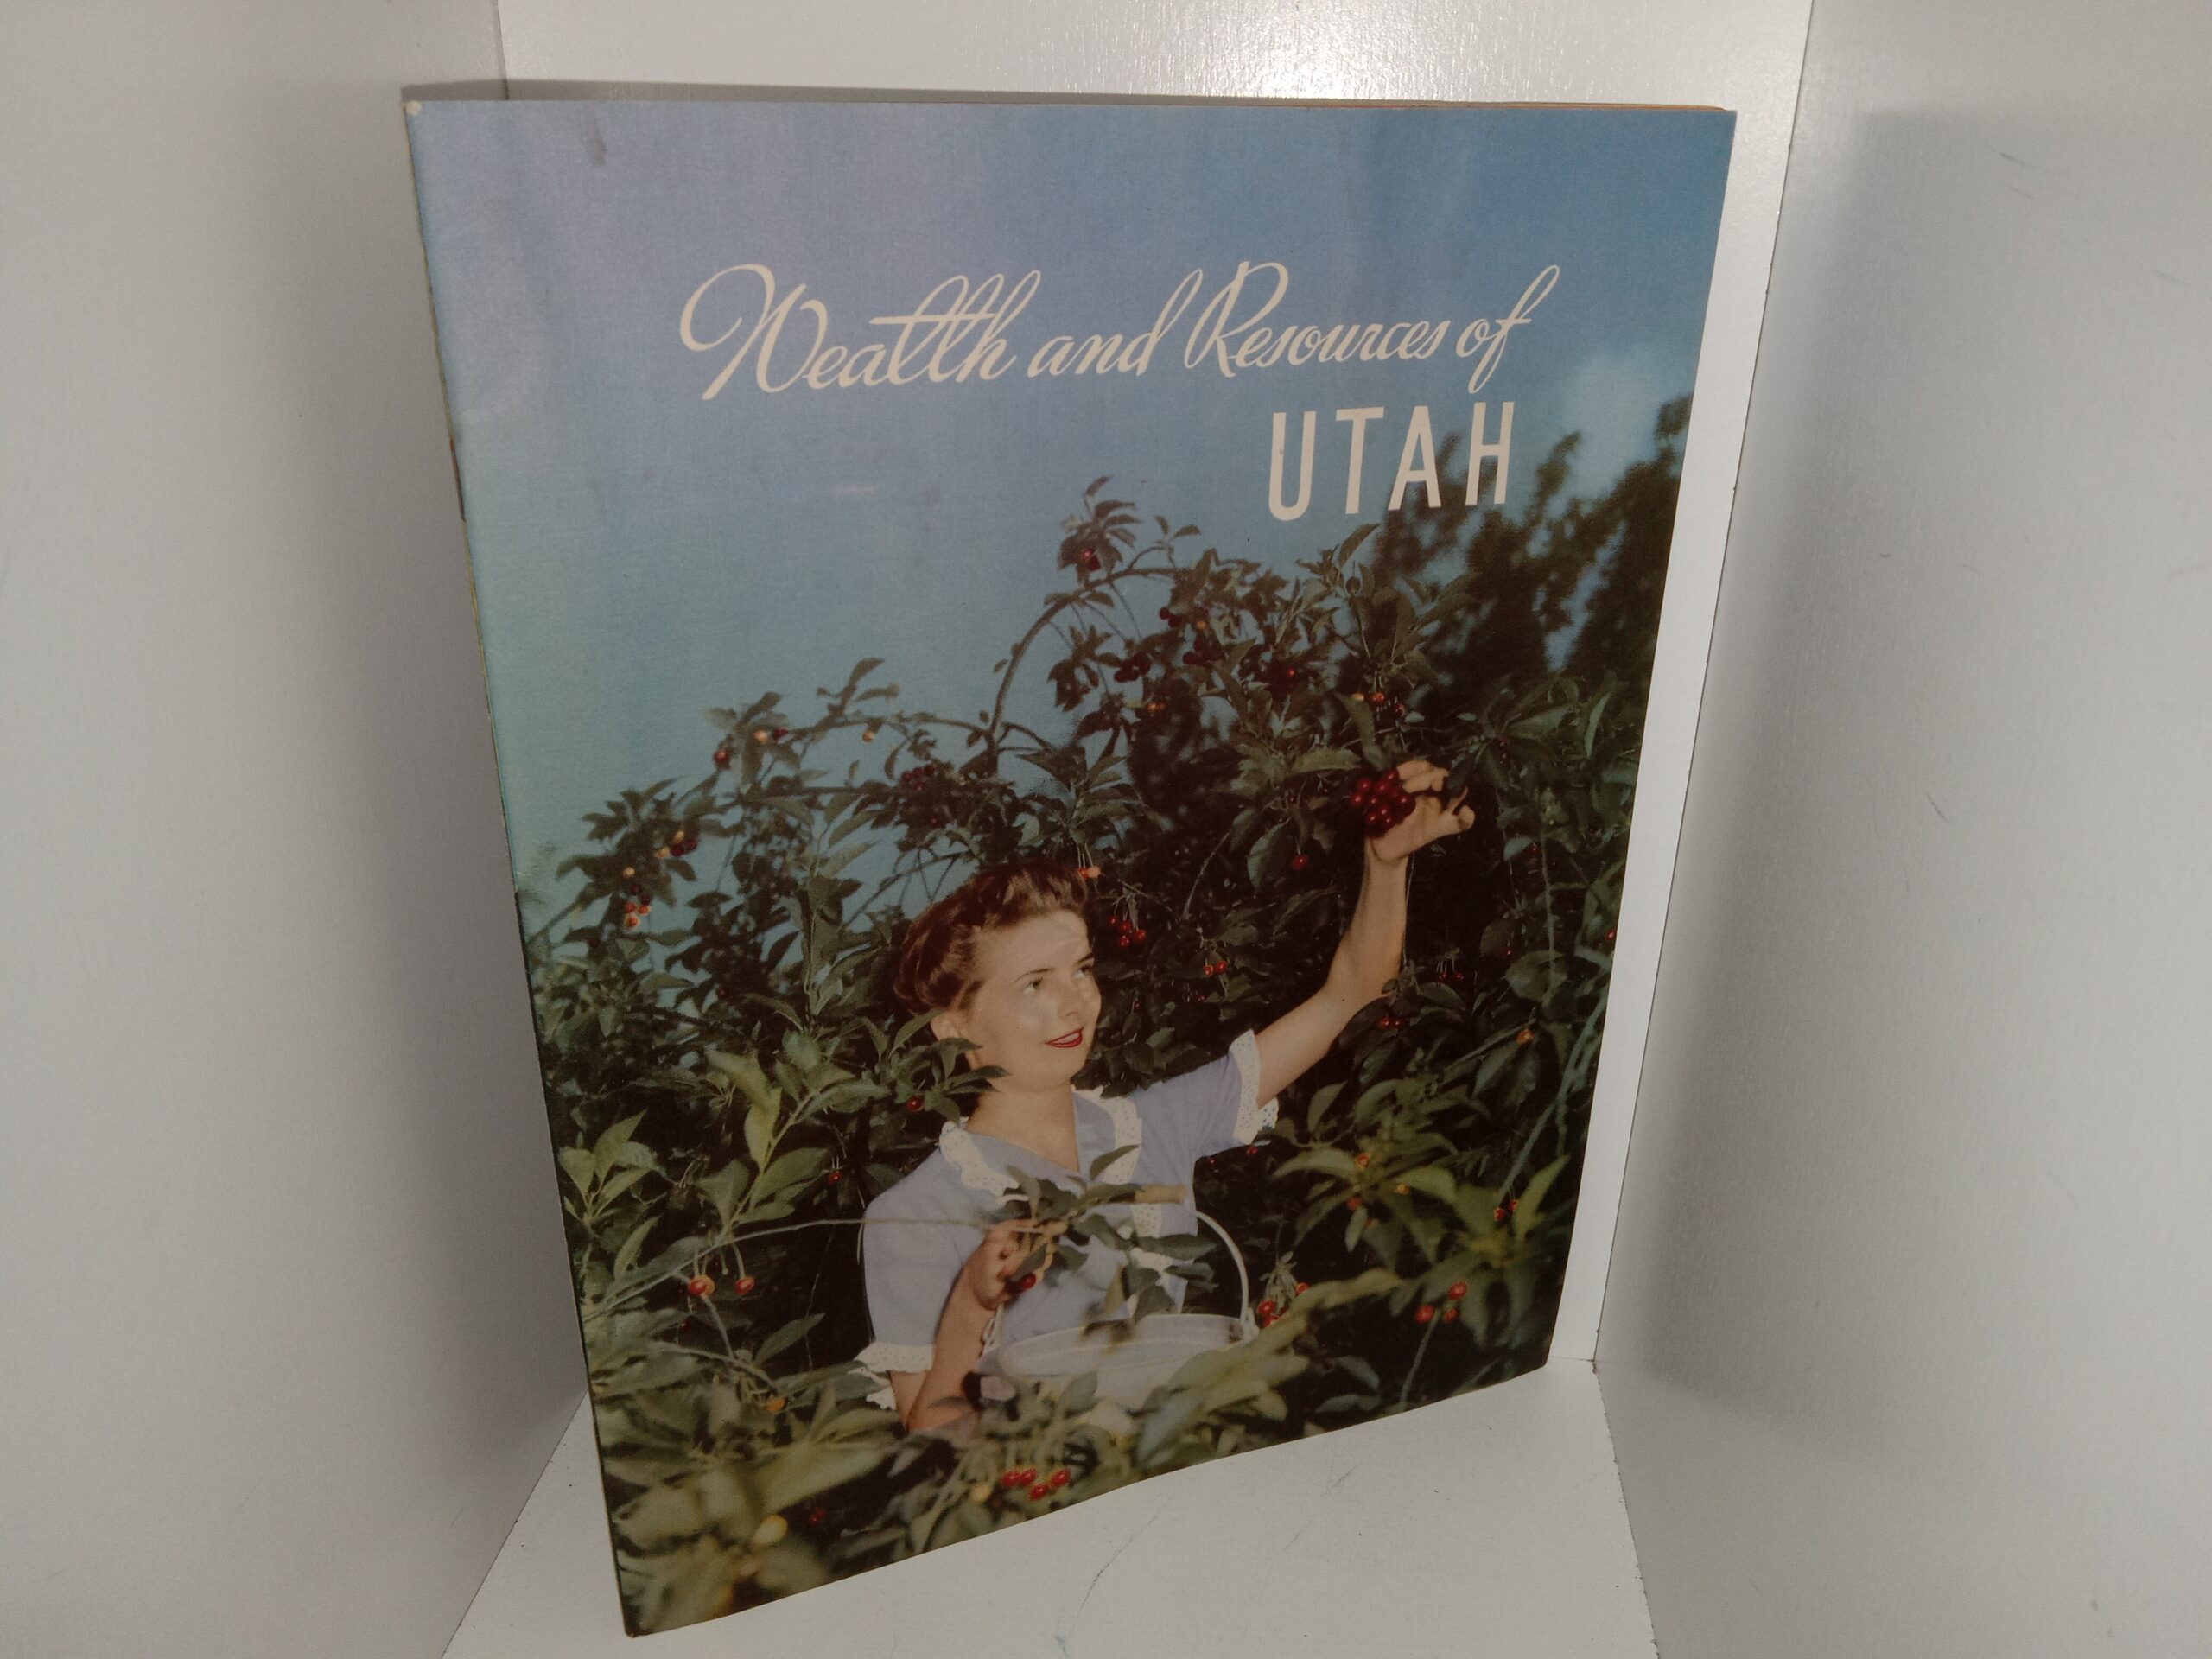 Wealth and Resources of
UTAH